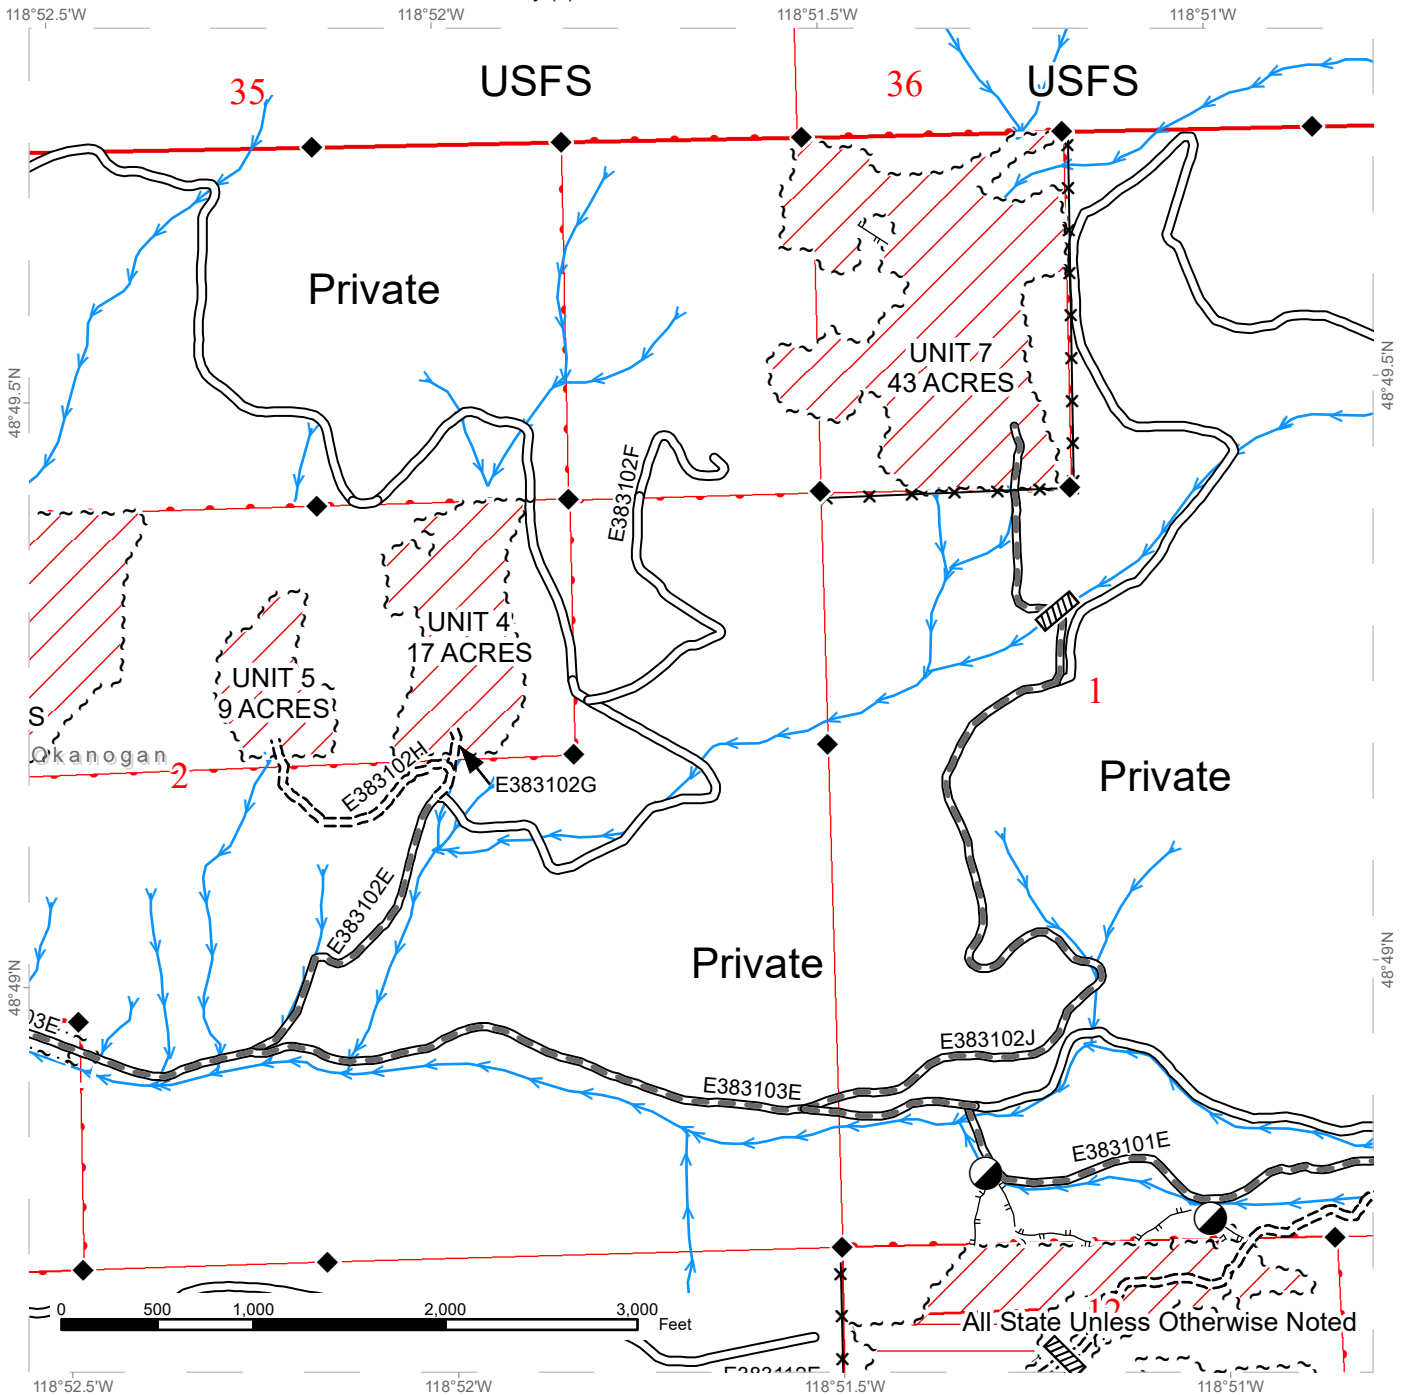 118°52.5'W
118°52'W
118°51.5'W
118°51'W
35
USFS
36
USFS
Private
48°49.5'N
48°49.5'N
UNIT 7
43 ACRES
E383102F
UNIT 4
17 ACRES
UNIT 5
9 ACRES
S
Okanogan
2
1
E383102H
E383102G
Private
E383102E
Private
48°49'N
48°49'N
03E
E383102J
E383103E
E383101E
12
0 500 1,000 2,000 3,000
Feet
All State Unless Otherwise Noted
118°52.5'W
118°52'W
118°51.5'W
118°51'W